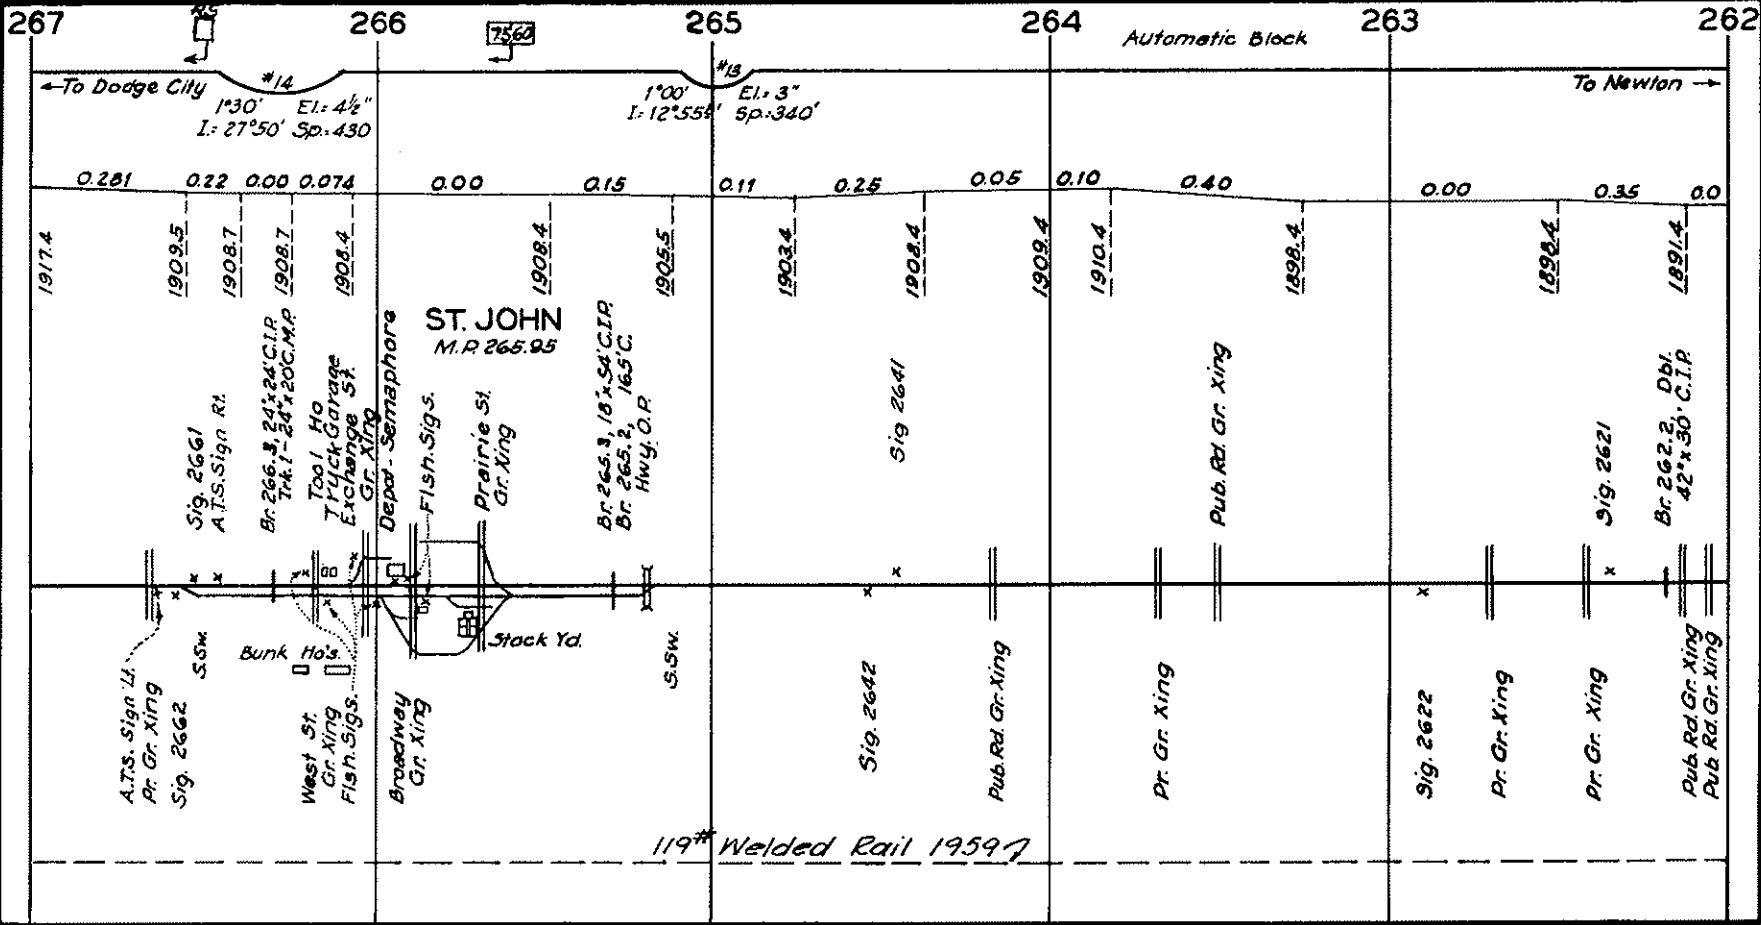 267 266 265 264 263 262
7560
Automatic Block
←To Dodge City
#14
#13
To Newton →
1°30' El.: 4½"
I.: 27°50' Sp.: 430
1°00' El.: 3"
Sp.: 340'
0.281 0.22 0.00 0.074 0.00 0.15 0.11 0.25 0.05 0.10 0.40 0.00 0.35 0.0
1917.4
1909.5
1908.7
1908.7
1908.4
1908.4
1905.5
1903.4
1908.4
1909.4
1910.4
1898.4
1898.4
1891.4
ST. JOHN
M.P. 265.95
Sig. 2661
A.T.S. Sign Rt.
Br. 266.3, 24"x24' C.I.P.
Trk. 1-24"x20' C.M.P.
Tool Ho
Truck Garage
Exchange St.
Gr. Xing
Depot-Semaphore
Flsh. Sigs.
Prairie St.
Gr. Xing
Br. 265.3, 18"x54' C.I.P.
Br. 265.2, 165' C.
Hwy. O.P.
Sig 2641
Pub. Rd. Gr. Xing
Sig. 2621
Br. 262.2, Dbl.
42"x30' C.I.P.
A.T.S. Sign Lt.
Pr. Gr. Xing
Sig. 2662
S.Sw.
Bunk Ho's.
West St.
Gr. Xing
Flsh. Sigs.
Broadway
Gr. Xing
Stock Yd.
S.Sw.
Sig. 2642
Pub. Rd. Gr. Xing
Pr. Gr. Xing
Sig. 2622
Pr. Gr. Xing
Pr. Gr. Xing
Pub. Rd. Gr. Xing
Pub. Rd. Gr. Xing
119# Welded Rail 1959